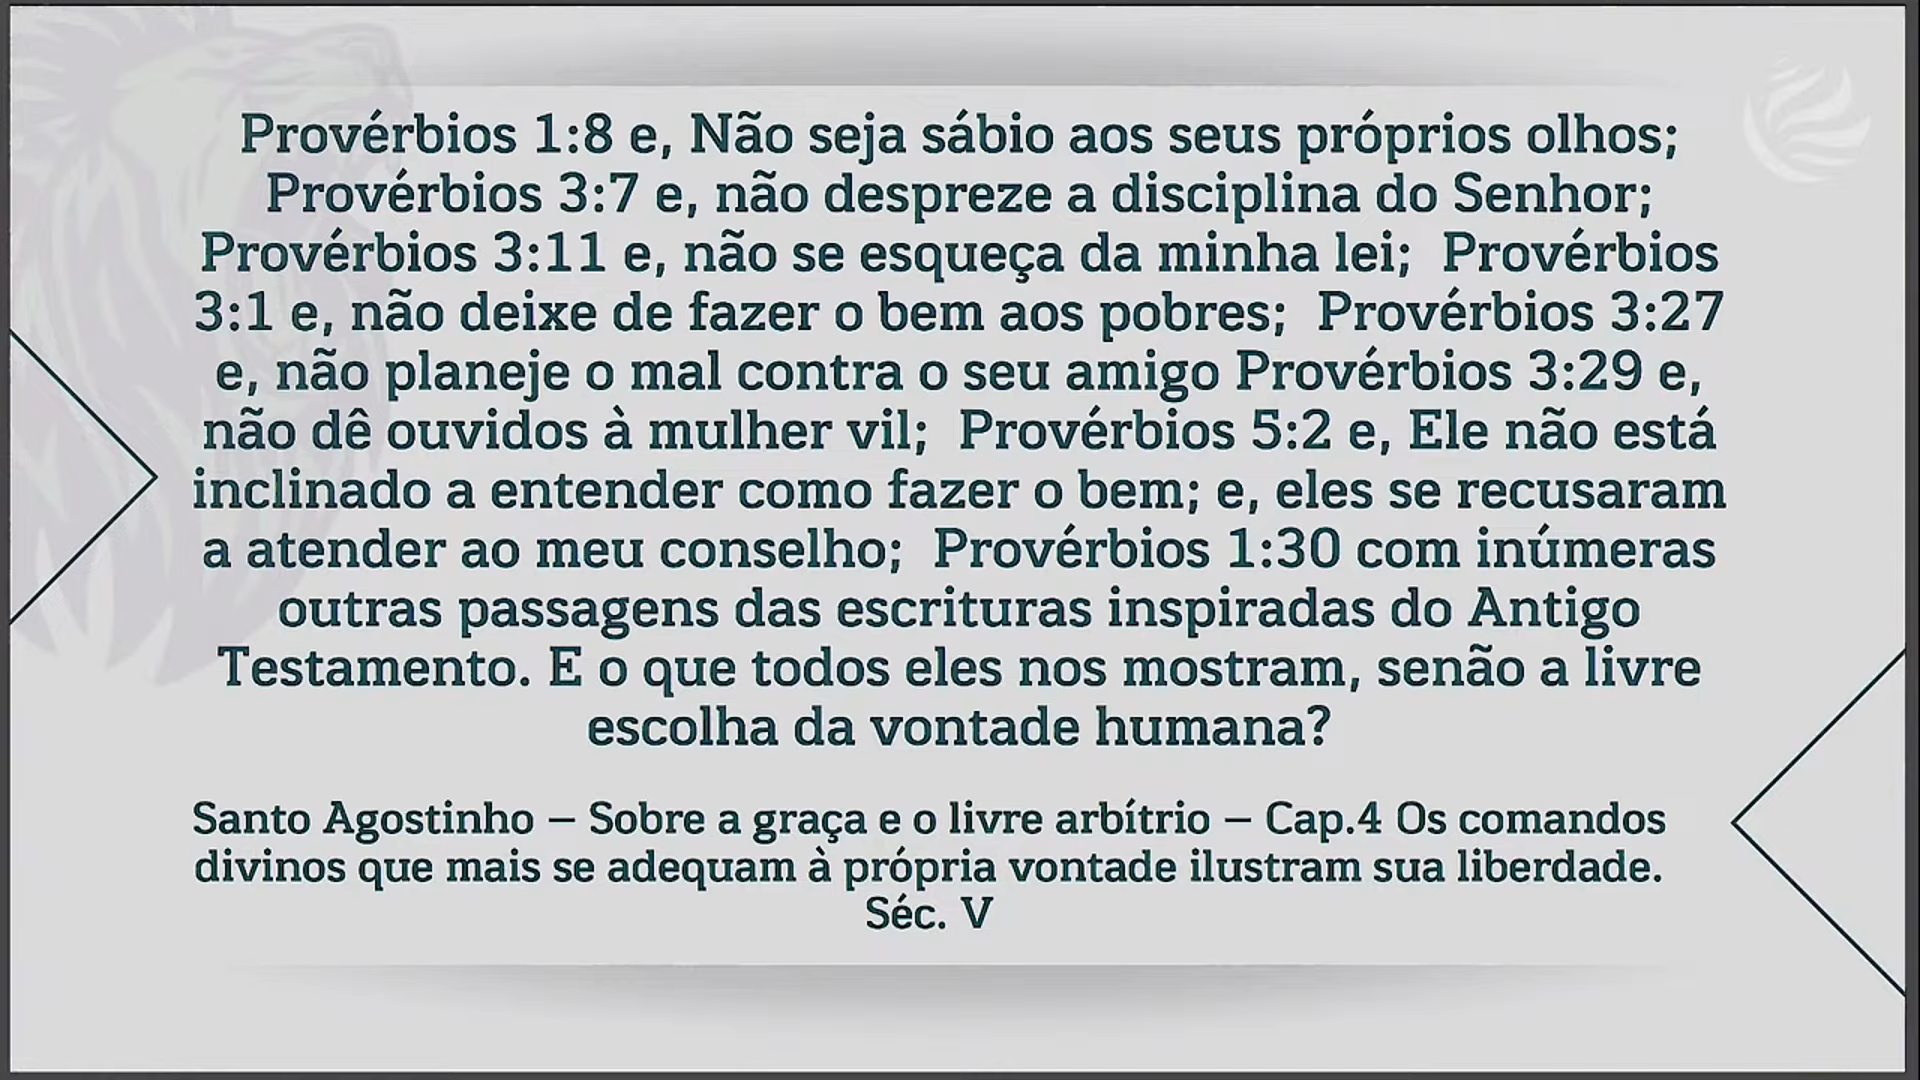 Provérbios 1:8 e, Não seja sábio aos seus próprios olhos;
Provérbios 3:7 e, não despreze a disciplina do Senhor;
Provérbios 3:11 e, não se esqueça da minha lei; Provérbios
3:1 e, não deixe de fazer o bem aos pobres; Provérbios 3:27
e, não planeje o mal contra o seu amigo Provérbios 3:29 e,
não dê ouvidos à mulher vil; Provérbios 5:2 e, Ele não está
inclinado a entender como fazer o bem; e, eles se recusaram
a atender ao meu conselho; Provérbios 1:30 com inúmeras
outras passagens das escrituras inspiradas do Antigo
Testamento. E o que todos eles nos mostram, senão a livre
escolha da vontade humana?
Santo Agostinho – Sobre a graça e o livre arbítrio – Cap.4 Os comandos
divinos que mais se adequam à própria vontade ilustram sua liberdade.
Séc. V